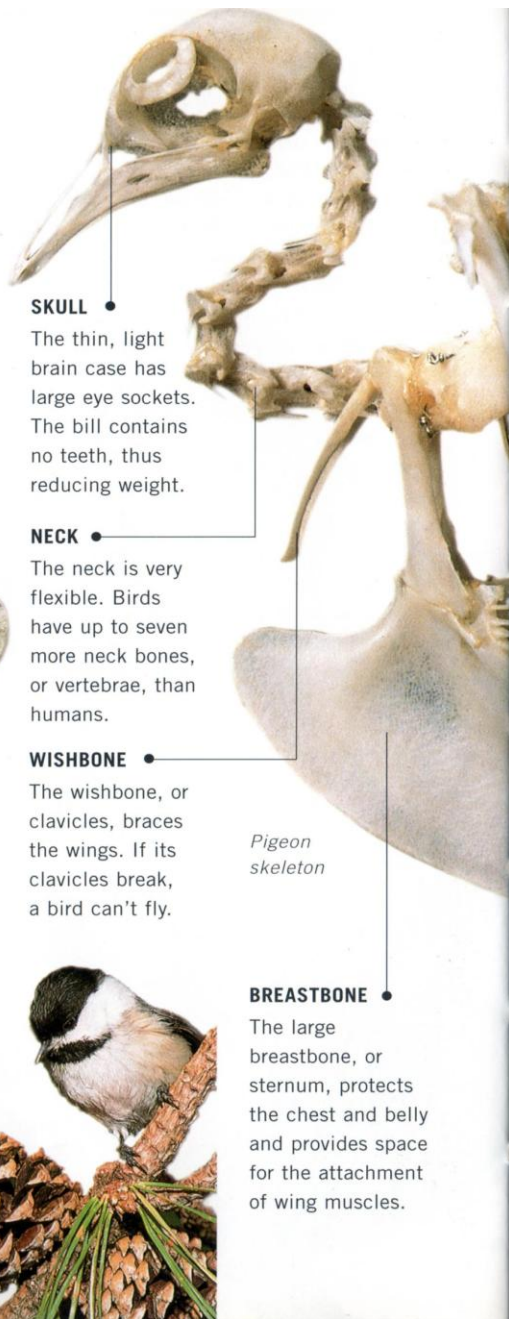 SKULL
The thin, light
brain case has
large eye sockets.
The bill contains
no teeth, thus
reducing weight.
NECK
The neck is very
flexible. Birds
have up to seven
more neck bones,
or vertebrae, than
humans.
WISHBONE
The wishbone, or
clavicles, braces
the wings. If its
clavicles break,
a bird can't fly.
Pigeon
skeleton
BREASTBONE
The large
breastbone, or
sternum, protects
the chest and belly
and provides space
for the attachment
of wing muscles.